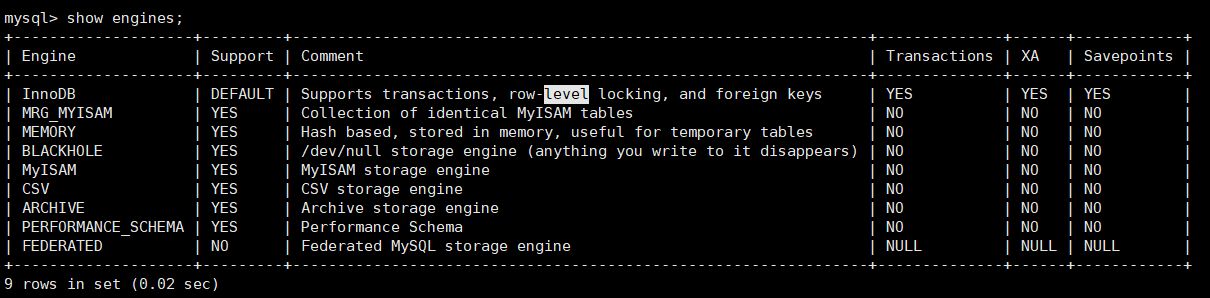 mysql> show engines;
+--------------------+---------+----------------------------------------------------------------+--------------+------+------------+
| Engine             | Support | Comment                                                        | Transactions | XA   | Savepoints |
+--------------------+---------+----------------------------------------------------------------+--------------+------+------------+
| InnoDB             | DEFAULT | Supports transactions, row-level locking, and foreign keys     | YES          | YES  | YES        |
| MRG_MYISAM         | YES     | Collection of identical MyISAM tables                          | NO           | NO   | NO         |
| MEMORY             | YES     | Hash based, stored in memory, useful for temporary tables      | NO           | NO   | NO         |
| BLACKHOLE          | YES     | /dev/null storage engine (anything you write to it disappears) | NO           | NO   | NO         |
| MyISAM             | YES     | MyISAM storage engine                                          | NO           | NO   | NO         |
| CSV                | YES     | CSV storage engine                                             | NO           | NO   | NO         |
| ARCHIVE            | YES     | Archive storage engine                                         | NO           | NO   | NO         |
| PERFORMANCE_SCHEMA | YES     | Performance Schema                                             | NO           | NO   | NO         |
| FEDERATED          | NO      | Federated MySQL storage engine                                 | NULL         | NULL | NULL       |
+--------------------+---------+----------------------------------------------------------------+--------------+------+------------+
9 rows in set (0.02 sec)